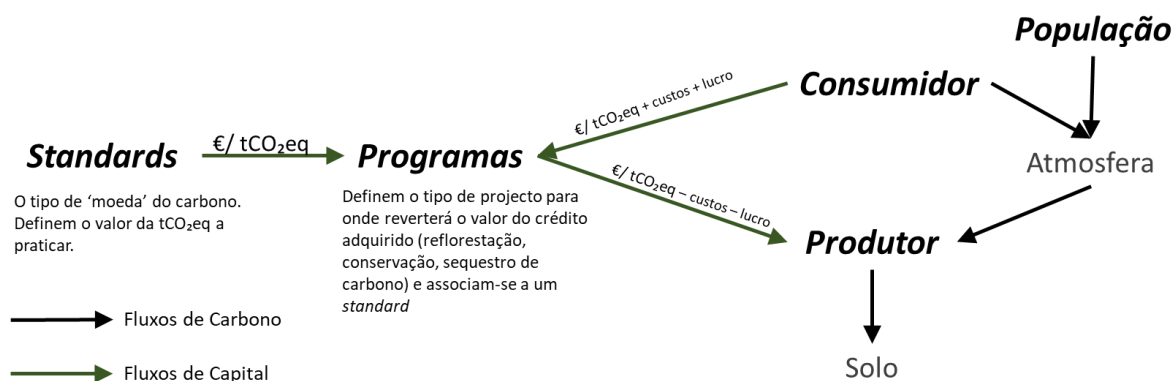 População
Consumidor
€/ tCO₂eq + custos + lucro
€/ tCO₂eq
Standards
Programas
Atmosfera
€/ tCO₂eq – custos – lucro
O tipo de ‘moeda’ do carbono.
Definem o valor da tCO₂eq a
praticar.
Definem o tipo de projecto para
onde reverterá o valor do crédito
adquirido (reflorestação,
conservação, sequestro de
carbono) e associam-se a um
standard
Produtor
Fluxos de Carbono
Solo
Fluxos de Capital